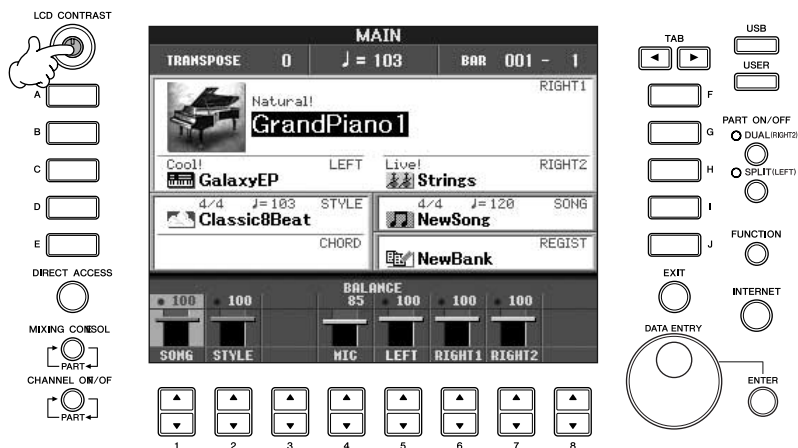 LCD CONTRAST
A
B
C
D
E
DIRECT ACCESS
MIXING CONSOL
PART
CHANNEL ON/OF
PART
MAIN
TRANSPOSE 0 ♩= 103 BAR 001 - 1
RIGHT1
Natural!
GrandPiano1
Cool! LEFT
GalaxyEP
Live! RIGHT2
Strings
4/4 ♩=103 STYLE
Classic8Beat
4/4 ♩=120 SONG
NewSong
CHORD
REGIST
NewBank
BALANCE
100 100 85 100 100 100
SONG STYLE MIC LEFT RIGHT1 RIGHT2
1 2 3 4 5 6 7 8
TAB
F
G
H
I
J
EXIT
DATA ENTRY
USB
USER
PART ON/OFF
DUAL(RIGHT2)
SPLIT(LEFT)
FUNCTION
INTERNET
ENTER